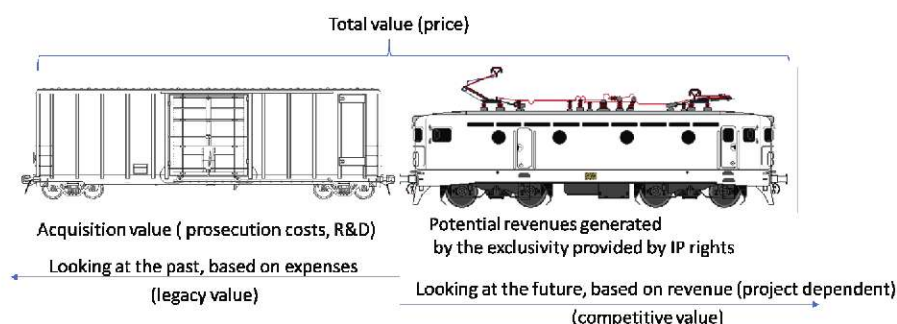 Total value (price)
Acquisition value ( prosecution costs, R&D)
Potential revenues generated
by the exclusivity provided by IP rights
Looking at the past, based on expenses
(legacy value)
Looking at the future, based on revenue (project dependent)
(competitive value)